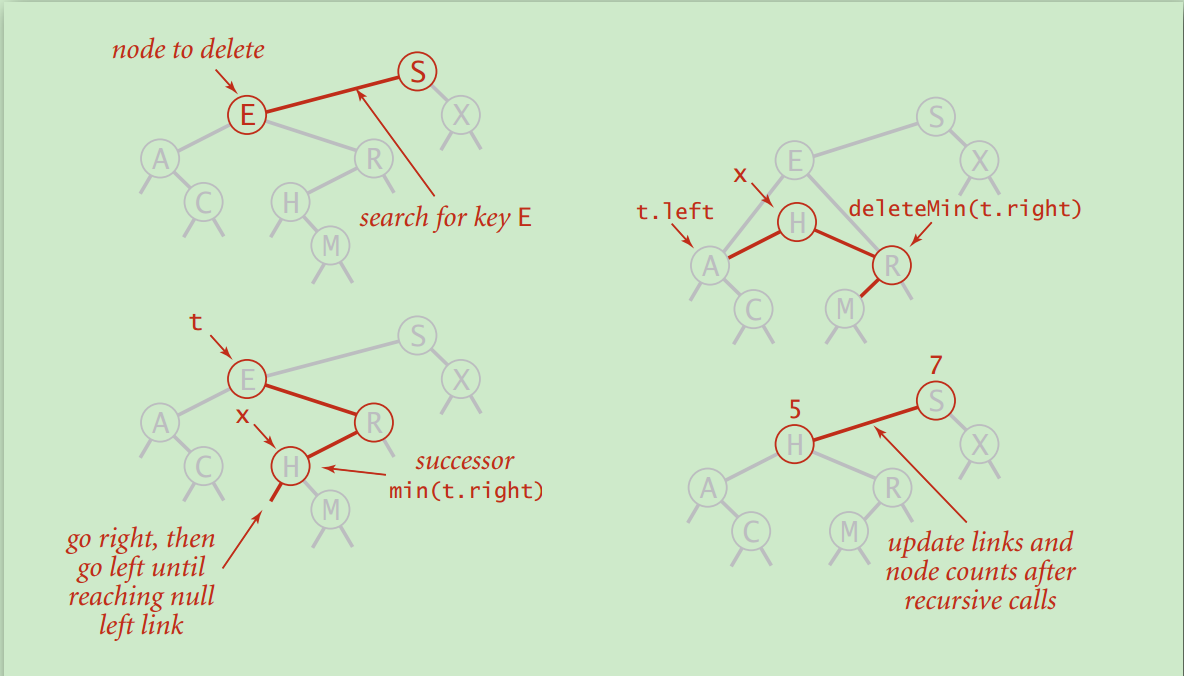 node to delete
S
E
X
A
R
C
H
search for key E
M
t
S
E
X
x
A
R
C
H
successor
min(t.right)
M
go right, then
go left until
reaching null
left link
S
E
X
x
t.left
deleteMin(t.right)
H
A
R
C
M
7
5
S
H
X
A
R
C
M
update links and
node counts after
recursive calls